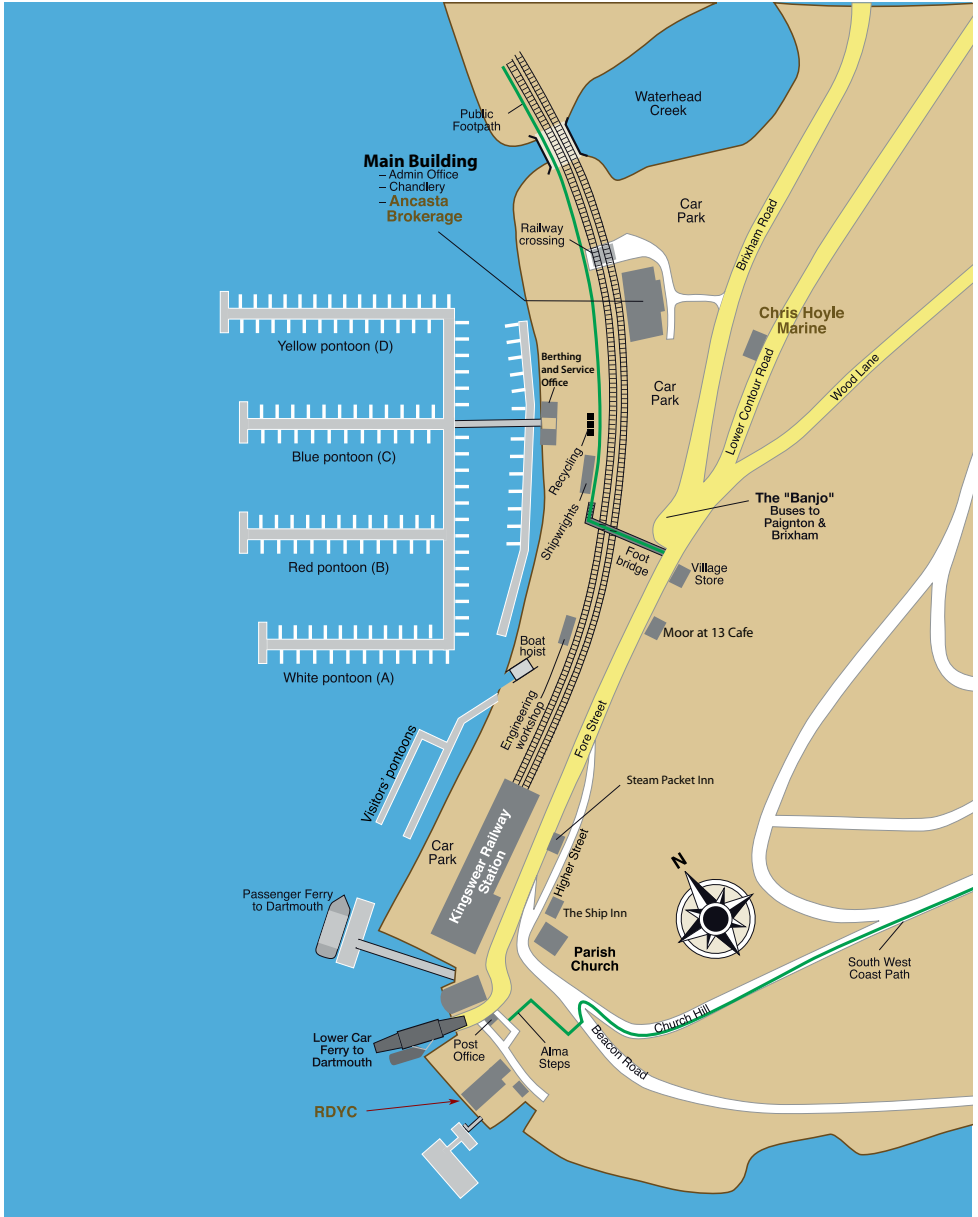 Waterhead
Creek
Public
Footpath
Main Building
– Admin Office
– Chandlery
– Ancasta
Brokerage
Car
Park
Railway
crossing
Brixham Road
Chris Hoyle
Marine
Yellow pontoon (D)
Berthing
and Service
Office
Car
Park
Lower Contour Road
Wood Lane
Blue pontoon (C)
Recycling
Shipwrights
The "Banjo"
Buses to
Paignton &
Brixham
Foot
bridge
Red pontoon (B)
Village
Store
Moor at 13 Cafe
Boat
hoist
White pontoon (A)
Engineering
workshop
Fore Street
Visitors' pontoons
Steam Packet Inn
Car
Park
Kingswear Railway
Station
Higher Street
N
Passenger Ferry
to Dartmouth
The Ship Inn
Parish
Church
South West
Coast Path
Church Hill
Lower Car
Ferry to
Dartmouth
Post
Office
Alma
Steps
Beacon Road
RDYC